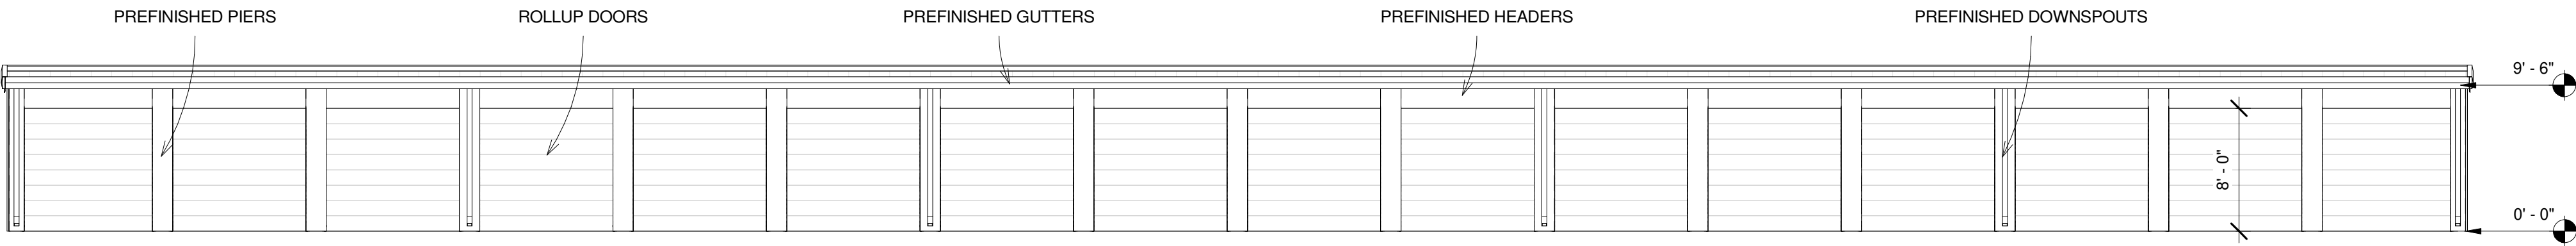 PREFINISHED PIERS
ROLLUP DOORS
PREFINISHED GUTTERS
PREFINISHED HEADERS
PREFINISHED DOWNSPOUTS
9' - 6"
8' - 0"
0' - 0"